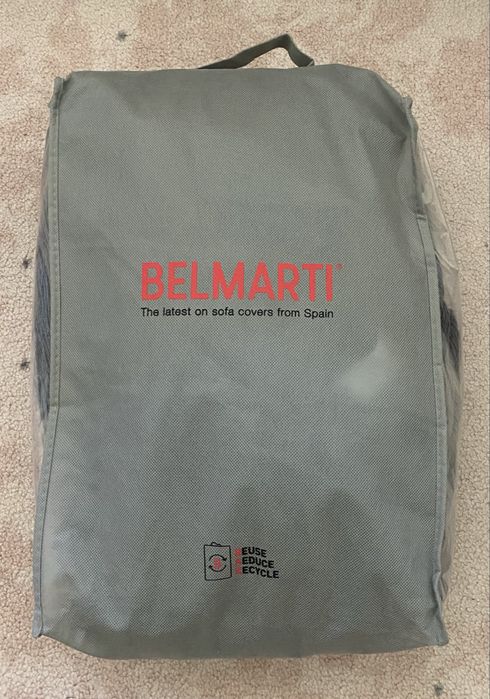 BELMARTI®
The latest on sofa covers from Spain
REUSE
REDUCE
RECYCLE